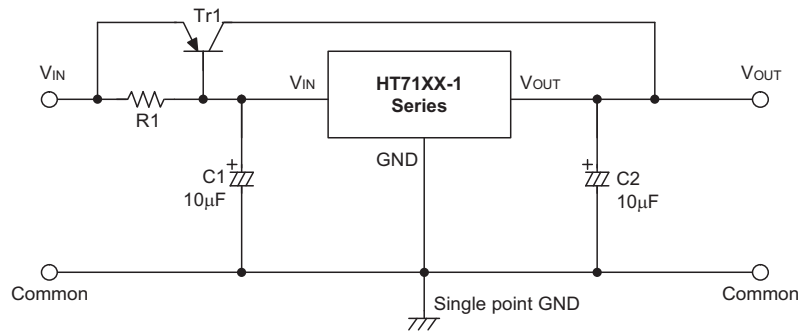 Tr1
VIN
R1
VIN
HT71XX-1
Series
VOUT
VOUT
GND
C1
10µF
C2
10µF
Common
Single point GND
Common